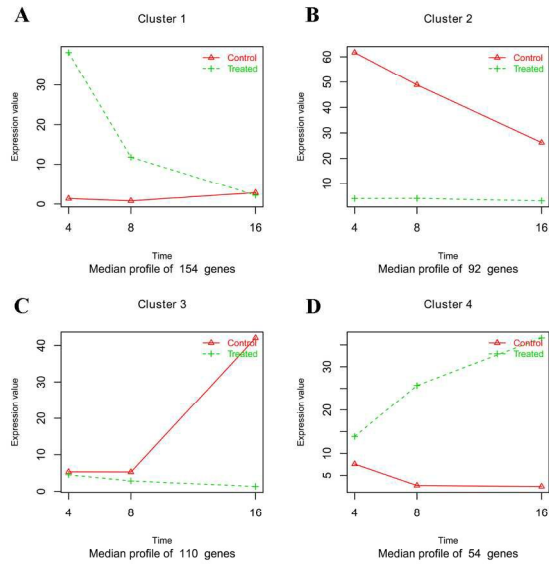 A
Cluster 1
Control
Treated
Expression value
30
20
10
0
4
8
16
Time
Median profile of 154 genes
B
Cluster 2
Control
Treated
Expression value
60
50
40
30
20
10
4
8
16
Time
Median profile of 92 genes
C
Cluster 3
Control
Treated
Expression value
40
30
20
10
0
4
8
16
Time
Median profile of 110 genes
D
Cluster 4
Control
Treated
Expression value
30
20
10
5
4
8
16
Time
Median profile of 54 genes